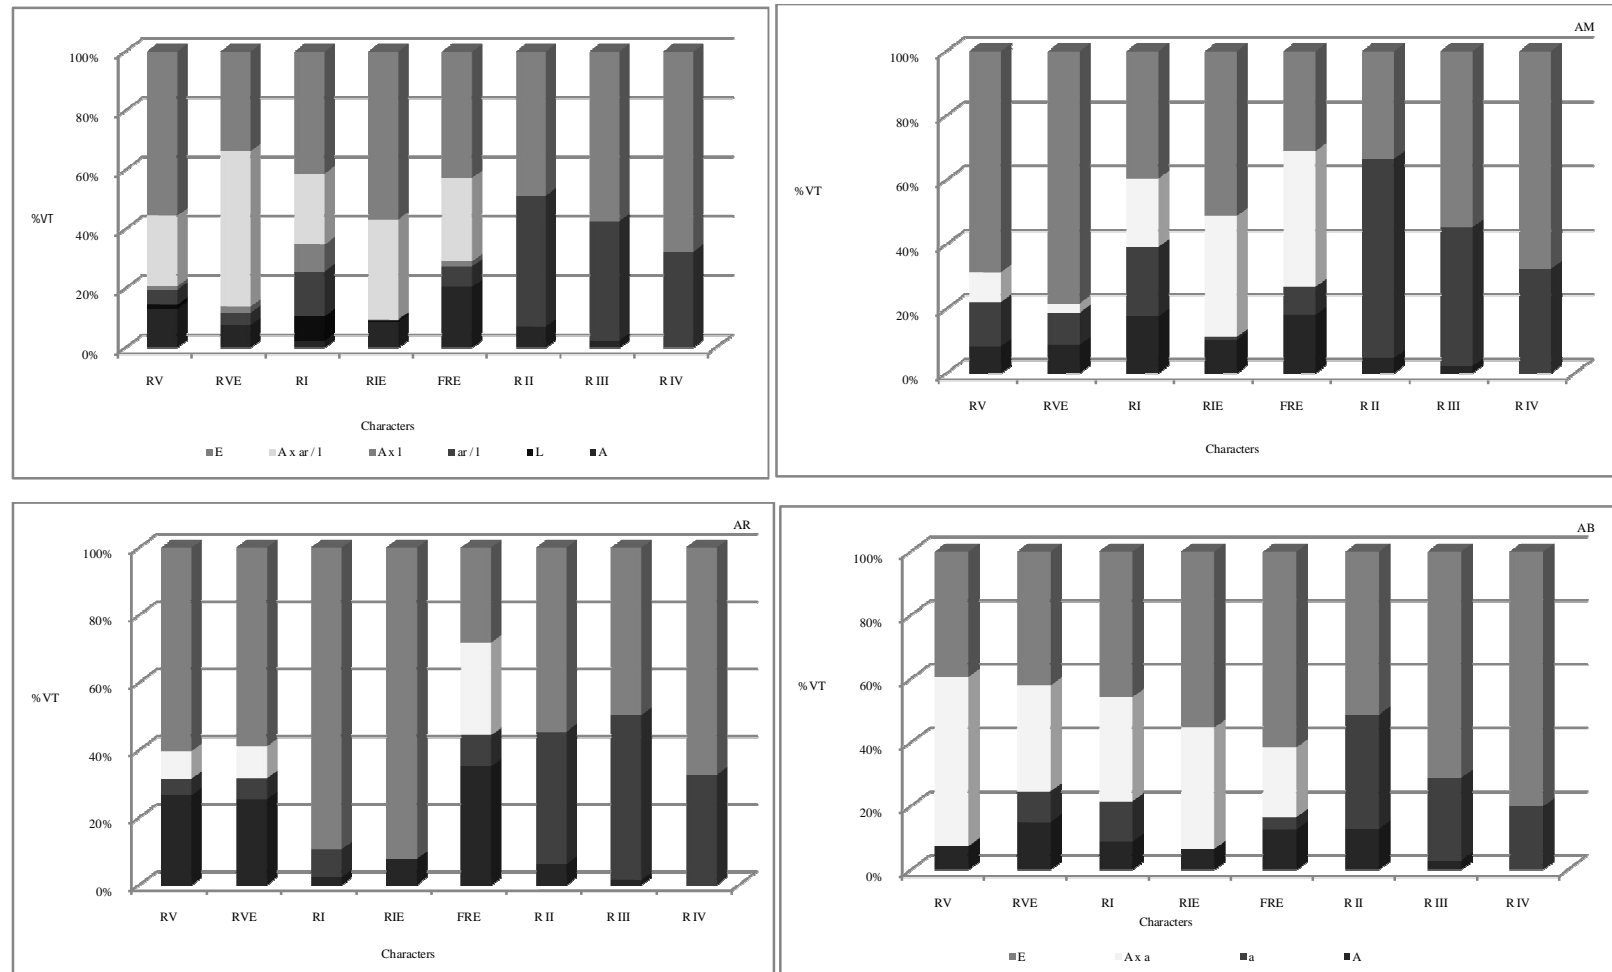 100%
80%
60%
%VT
40%
20%
0%
RV RVE RI RIE FRE R II R III R IV
Characters
E A x ar / l A x l ar / l L A
AM
100%
80%
60%
% VT
40%
20%
0%
RV RVE RI RIE FRE R II R III R IV
Characters
AR
100%
80%
60%
% VT
40%
20%
0%
RV RVE RI RIE FRE R II R III R IV
Characters
AB
100%
80%
60%
% VT
40%
20%
0%
RV RVE RI RIE FRE R II R III R IV
Characters
E A x a a A